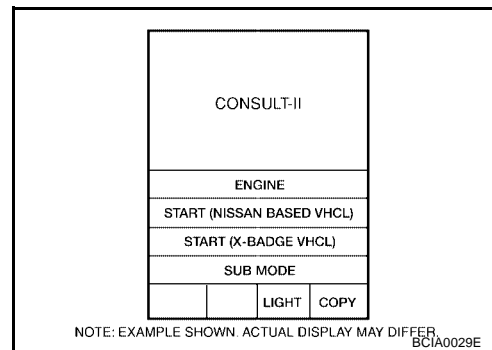 CONSULT-II
ENGINE
START (NISSAN BASED VHCL)
START (X-BADGE VHCL)
SUB MODE
LIGHT COPY
NOTE: EXAMPLE SHOWN. ACTUAL DISPLAY MAY DIFFER.
BCIA0029E